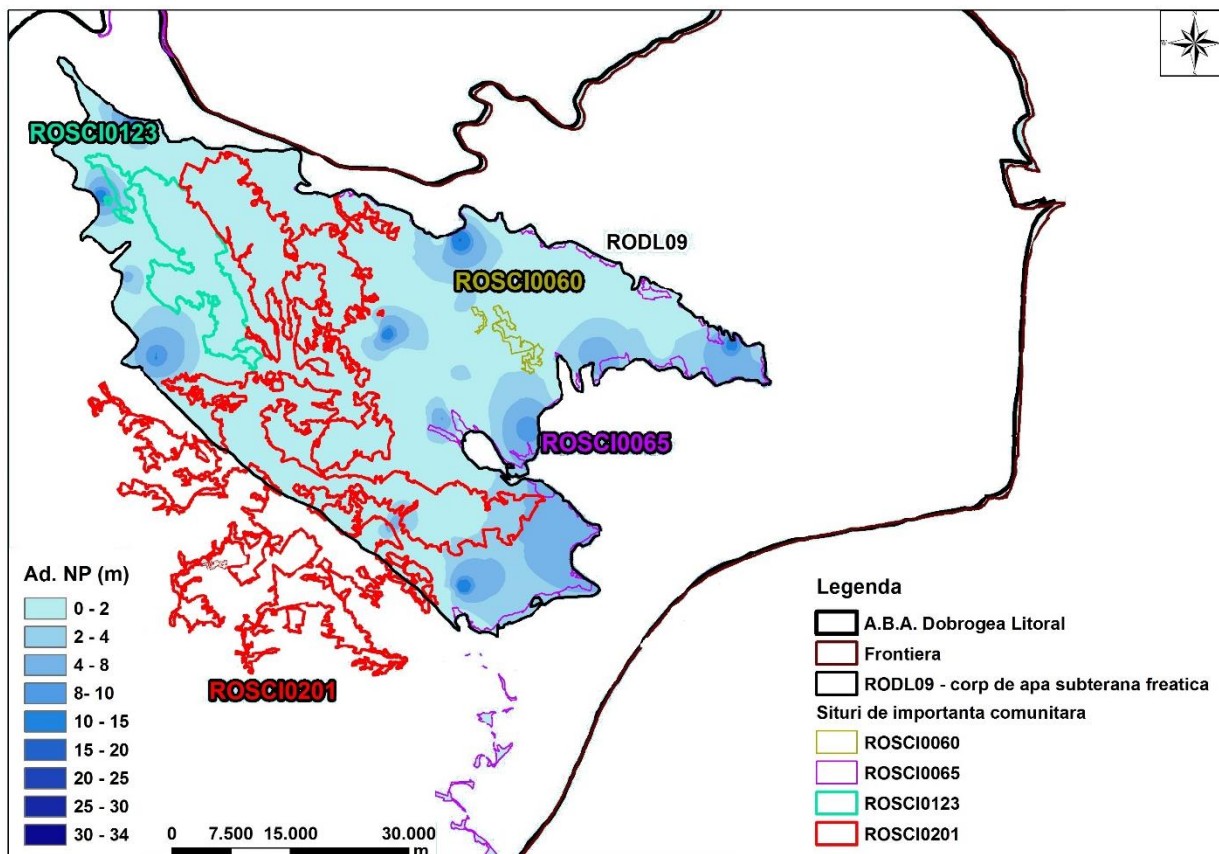 ROSCI0123
RODL09
ROSCI0060
ROSCI0065
ROSCI0201
Ad. NP (m)
0 - 2
2 - 4
4 - 8
8- 10
10 - 15
15 - 20
20 - 25
25 - 30
30 - 34
0 7.500 15.000 30.000
m
Legenda
A.B.A. Dobrogea Litoral
Frontiera
RODL09 - corp de apa subterana freatica
Situri de importanta comunitara
ROSCI0060
ROSCI0065
ROSCI0123
ROSCI0201